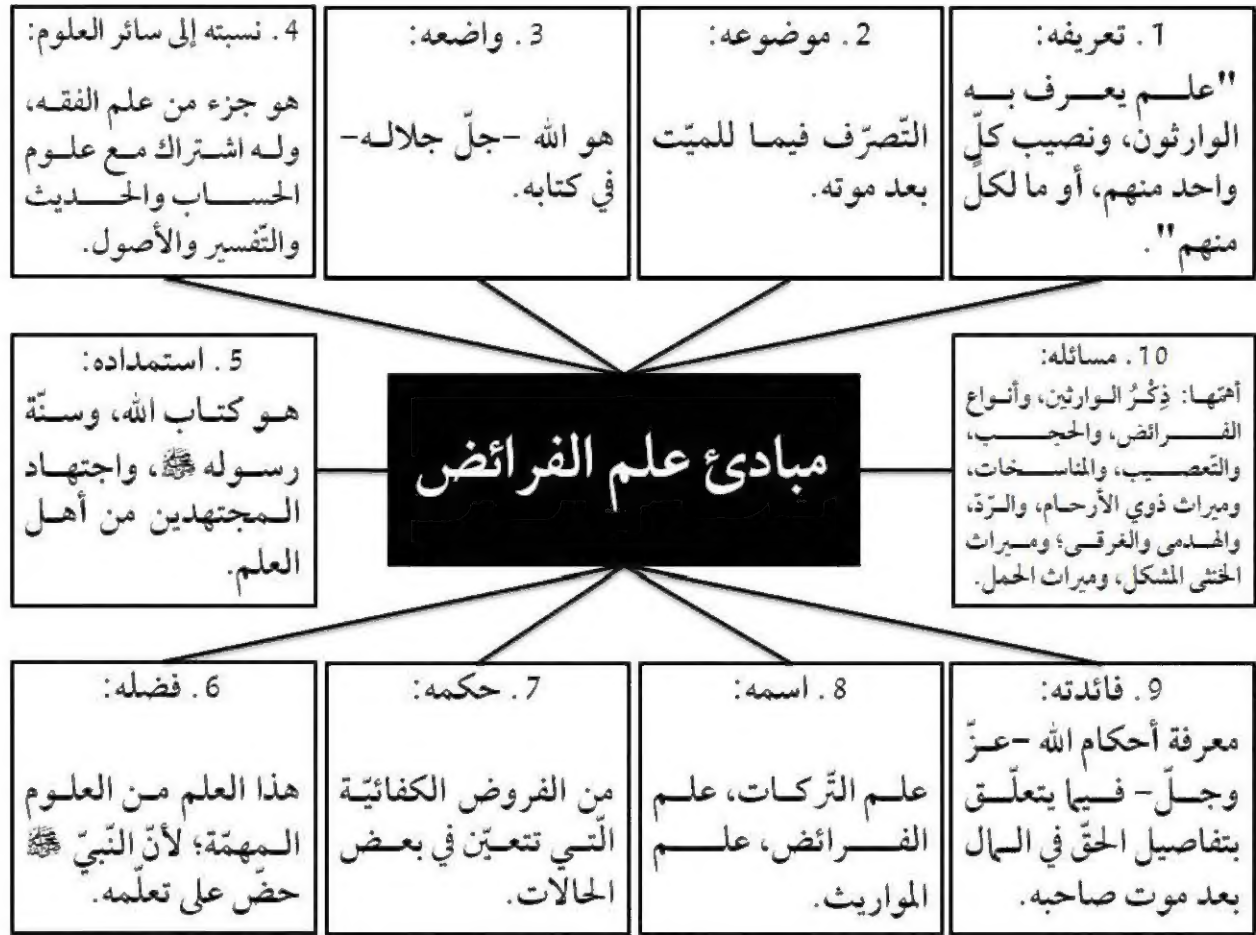 1. تعريفه:
"علم يعرف به
الوارثون، ونصيب كلّ
واحد منهم، أو ما لكلّ
منهم".
2. موضوعه:
التّصرّف فيما للميّت
بعد موته.
3. واضعه:
هو الله -جلّ جلاله-
في كتابه.
4. نسبته إلى سائر العلوم:
هو جزء من علم الفقه،
وله اشتراك مع علوم
الحساب والحديث
والتّفسير والأصول.
مبادئ علم الفرائض
5. استمداده:
هو كتاب الله، وسنّة
رسوله ﷺ، واجتهاد
المجتهدين من أهل
العلم.
6. فضله:
هذا العلم من العلوم
المهمّة؛ لأنّ النّبيّ ﷺ
حضّ على تعلّمه.
7. حكمه:
من الفروض الكفائيّة
الّتي تتعيّن في بعض
الحالات.
8. اسمه:
علم التّركات، علم
الفرائض، علم
المواريث.
9. فائدته:
معرفة أحكام الله -عزّ
وجلّ- فيما يتعلّق
بتفاصيل الحقّ في المال
بعد موت صاحبه.
10. مسائله:
أهمّها: ذِكْرُ الوارثين، وأنواع
الفرائض، والحجب،
والتّعصيب، والمناسخات،
وميراث ذوي الأرحام، والرّدّ،
والهدمى والغرقى؛ وميراث
الخنثى المشكل، وميراث الحمل.